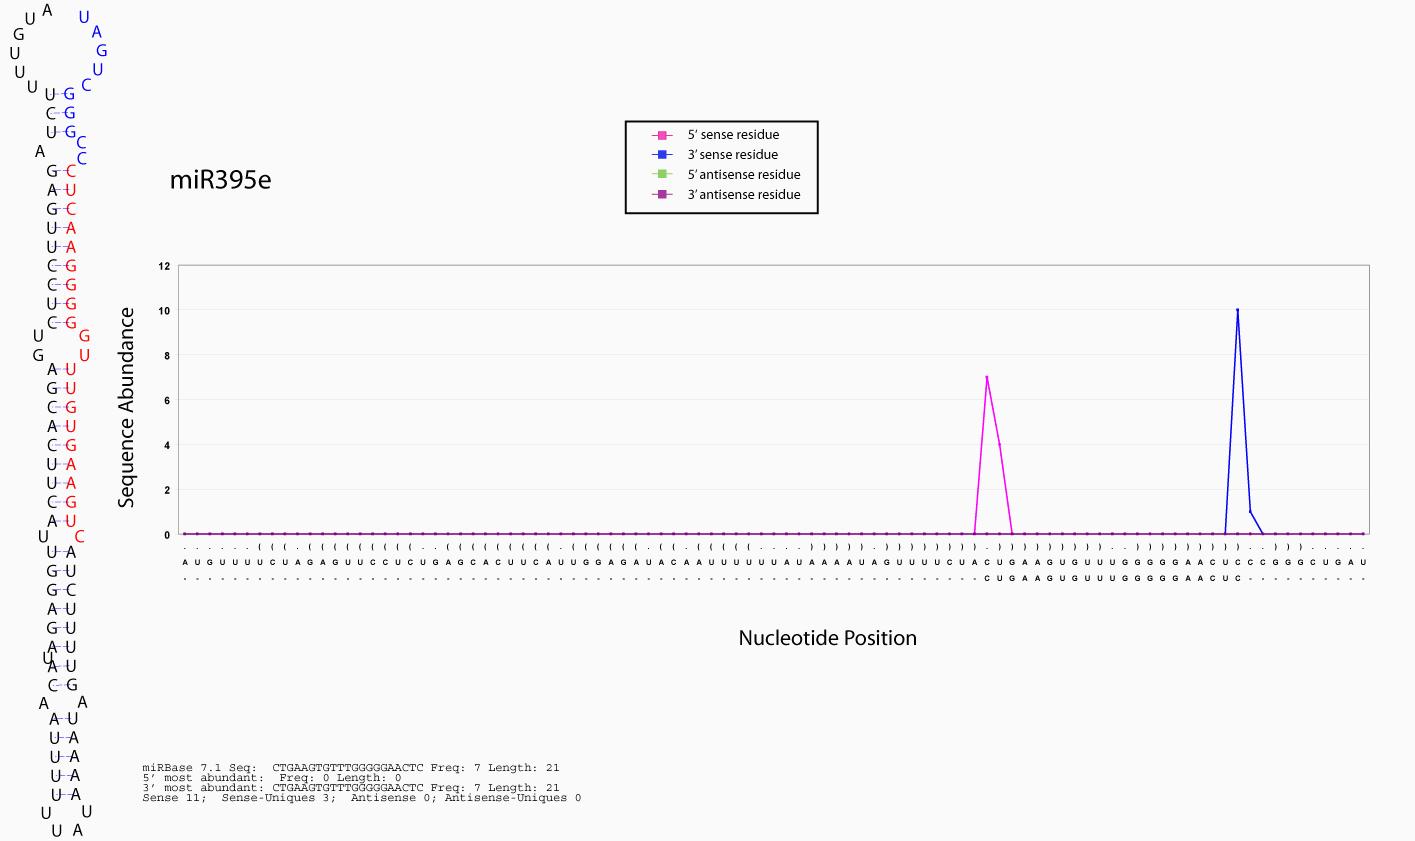 A U
U A
G G
U U
U C
U
U G
C G
U G
C
A C
G C
A U
G C
U A
U A
C G
C G
U G
C G
U G
G U
A U
G U
C G
A U
C G
U A
U A
C G
A U
U C
U A
G U
G C
A U
G U
A U
U
A U
C G
A A
A U
U A
U A
U A
U A
U U
U A
miR395e
5' sense residue
3' sense residue
5' antisense residue
3' antisense residue
Sequence Abundance
12
10
8
6
4
2
0
. . . . . . ( ( ( . ( ( ( ( ( ( ( ( ( . . ( ( ( ( ( ( ( ( ( . ( ( ( ( ( ( . ( . ( . ( ( ( ( ( . . . . ) ) ) ) ) . ) ) ) ) ) ) ) ) . ) ) ) ) ) ) ) ) ) . . ) ) ) ) ) ) ) ) ) . . ) ) ) . . . . .
A U G U U U U C U A G A G U U C C U C U G A G C A C U U C A U U G G A G A U A C A A U U U U U U A U A A A A U A G U U U U C U A C U G A A G U G U U U G G G G G A A C U C C C G G G C U G A U
- - - - - - - - - - - - - - - - - - - - - - - - - - - - - - - - - - - - - - - - - - - - - - - - - - - - - - - - - - - - - - - - C U G A A G U G U U U G G G G G A A C U C - - - - - - - - - -
Nucleotide Position
miRBase 7.1 Seq: CTGAAGTGTTTGGGGGAACTC Freq: 7 Length: 21
5' most abundant: Freq: 0 Length: 0
3' most abundant: CTGAAGTGTTTGGGGGAACTC Freq: 7 Length: 21
Sense 11; Sense-Uniques 3; Antisense 0; Antisense-Uniques 0